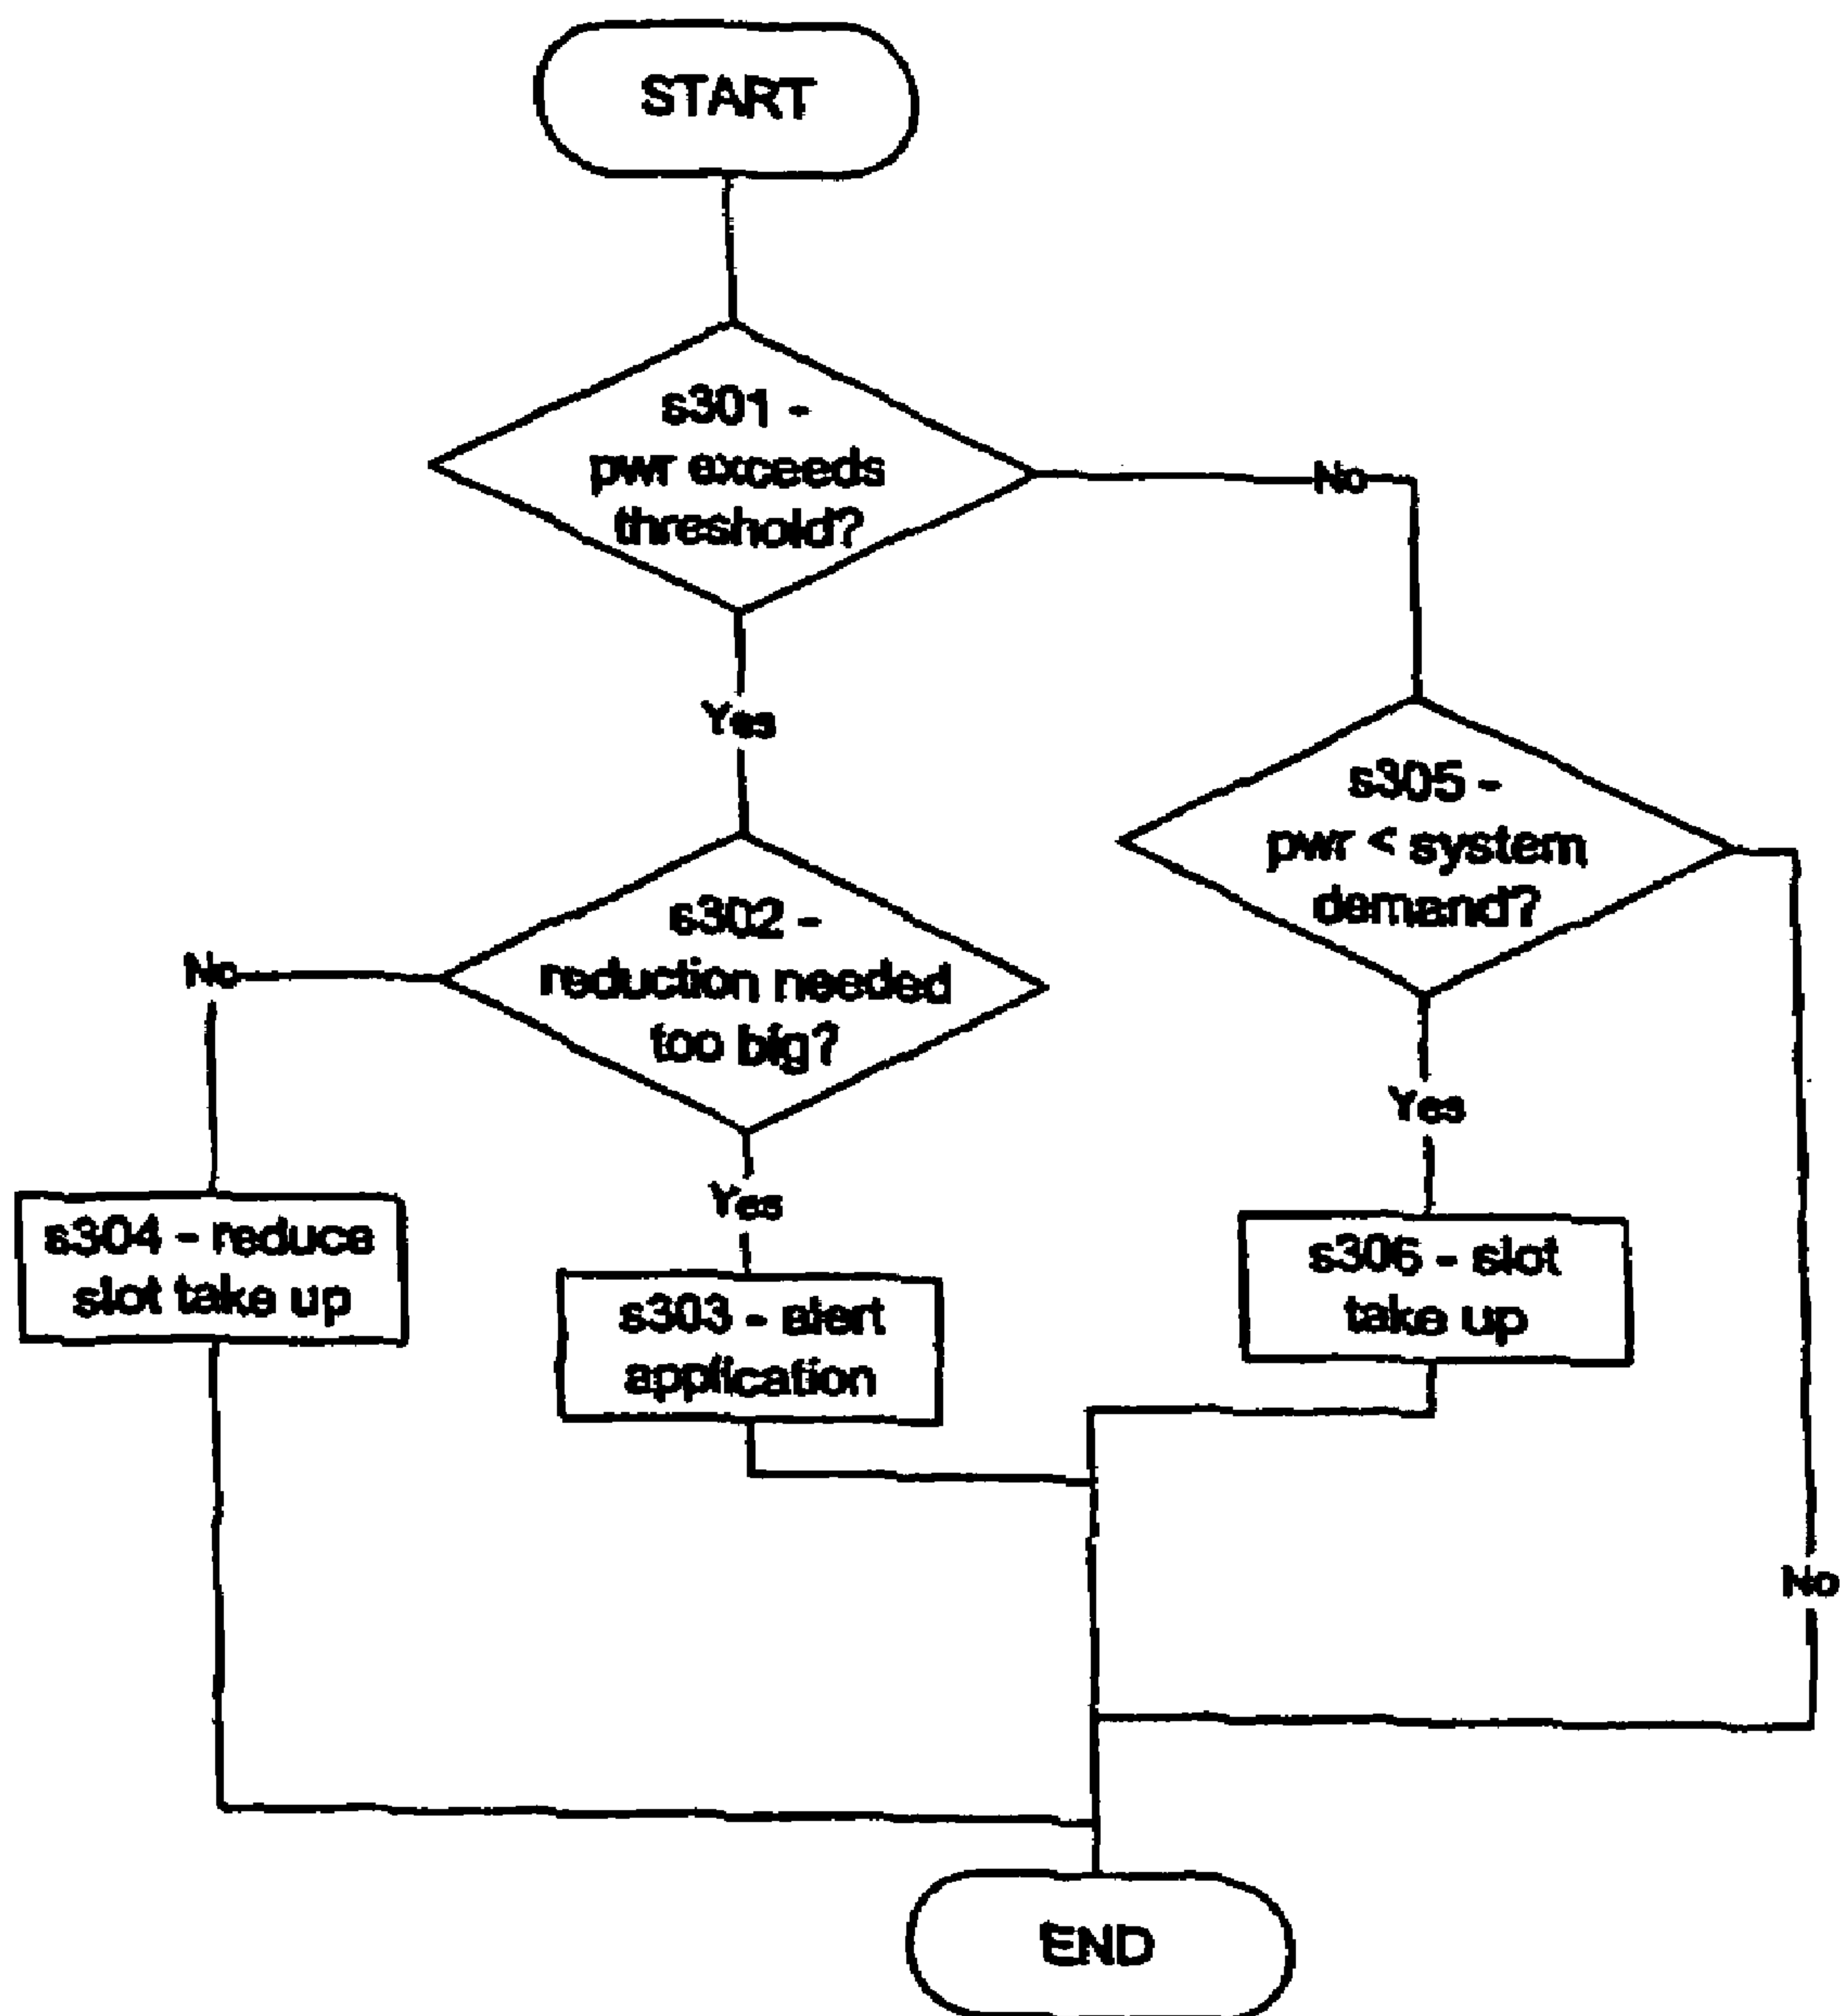 START
s301 -
pwr exceeds
threshold?
No
Yes
s305 -
pwr < system
demand?
s302 -
reduction needed
too big?
No
Yes
Yes
s304 - reduce
slot take up
s303 - alert
application
s306 - slot
take up
No
END